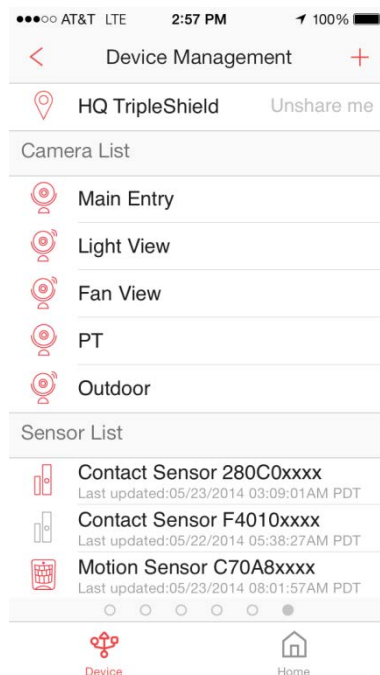 AT&T LTE 2:57 PM 100%
Device Management
HQ TripleShield Unshare me
Camera List
Main Entry
Light View
Fan View
PT
Outdoor
Sensor List
Contact Sensor 280C0xxxx
Last updated:05/23/2014 03:09:01AM PDT
Contact Sensor F4010xxxx
Last updated:05/22/2014 05:38:27AM PDT
Motion Sensor C70A8xxxx
Last updated:05/23/2014 08:01:57AM PDT
Device Home